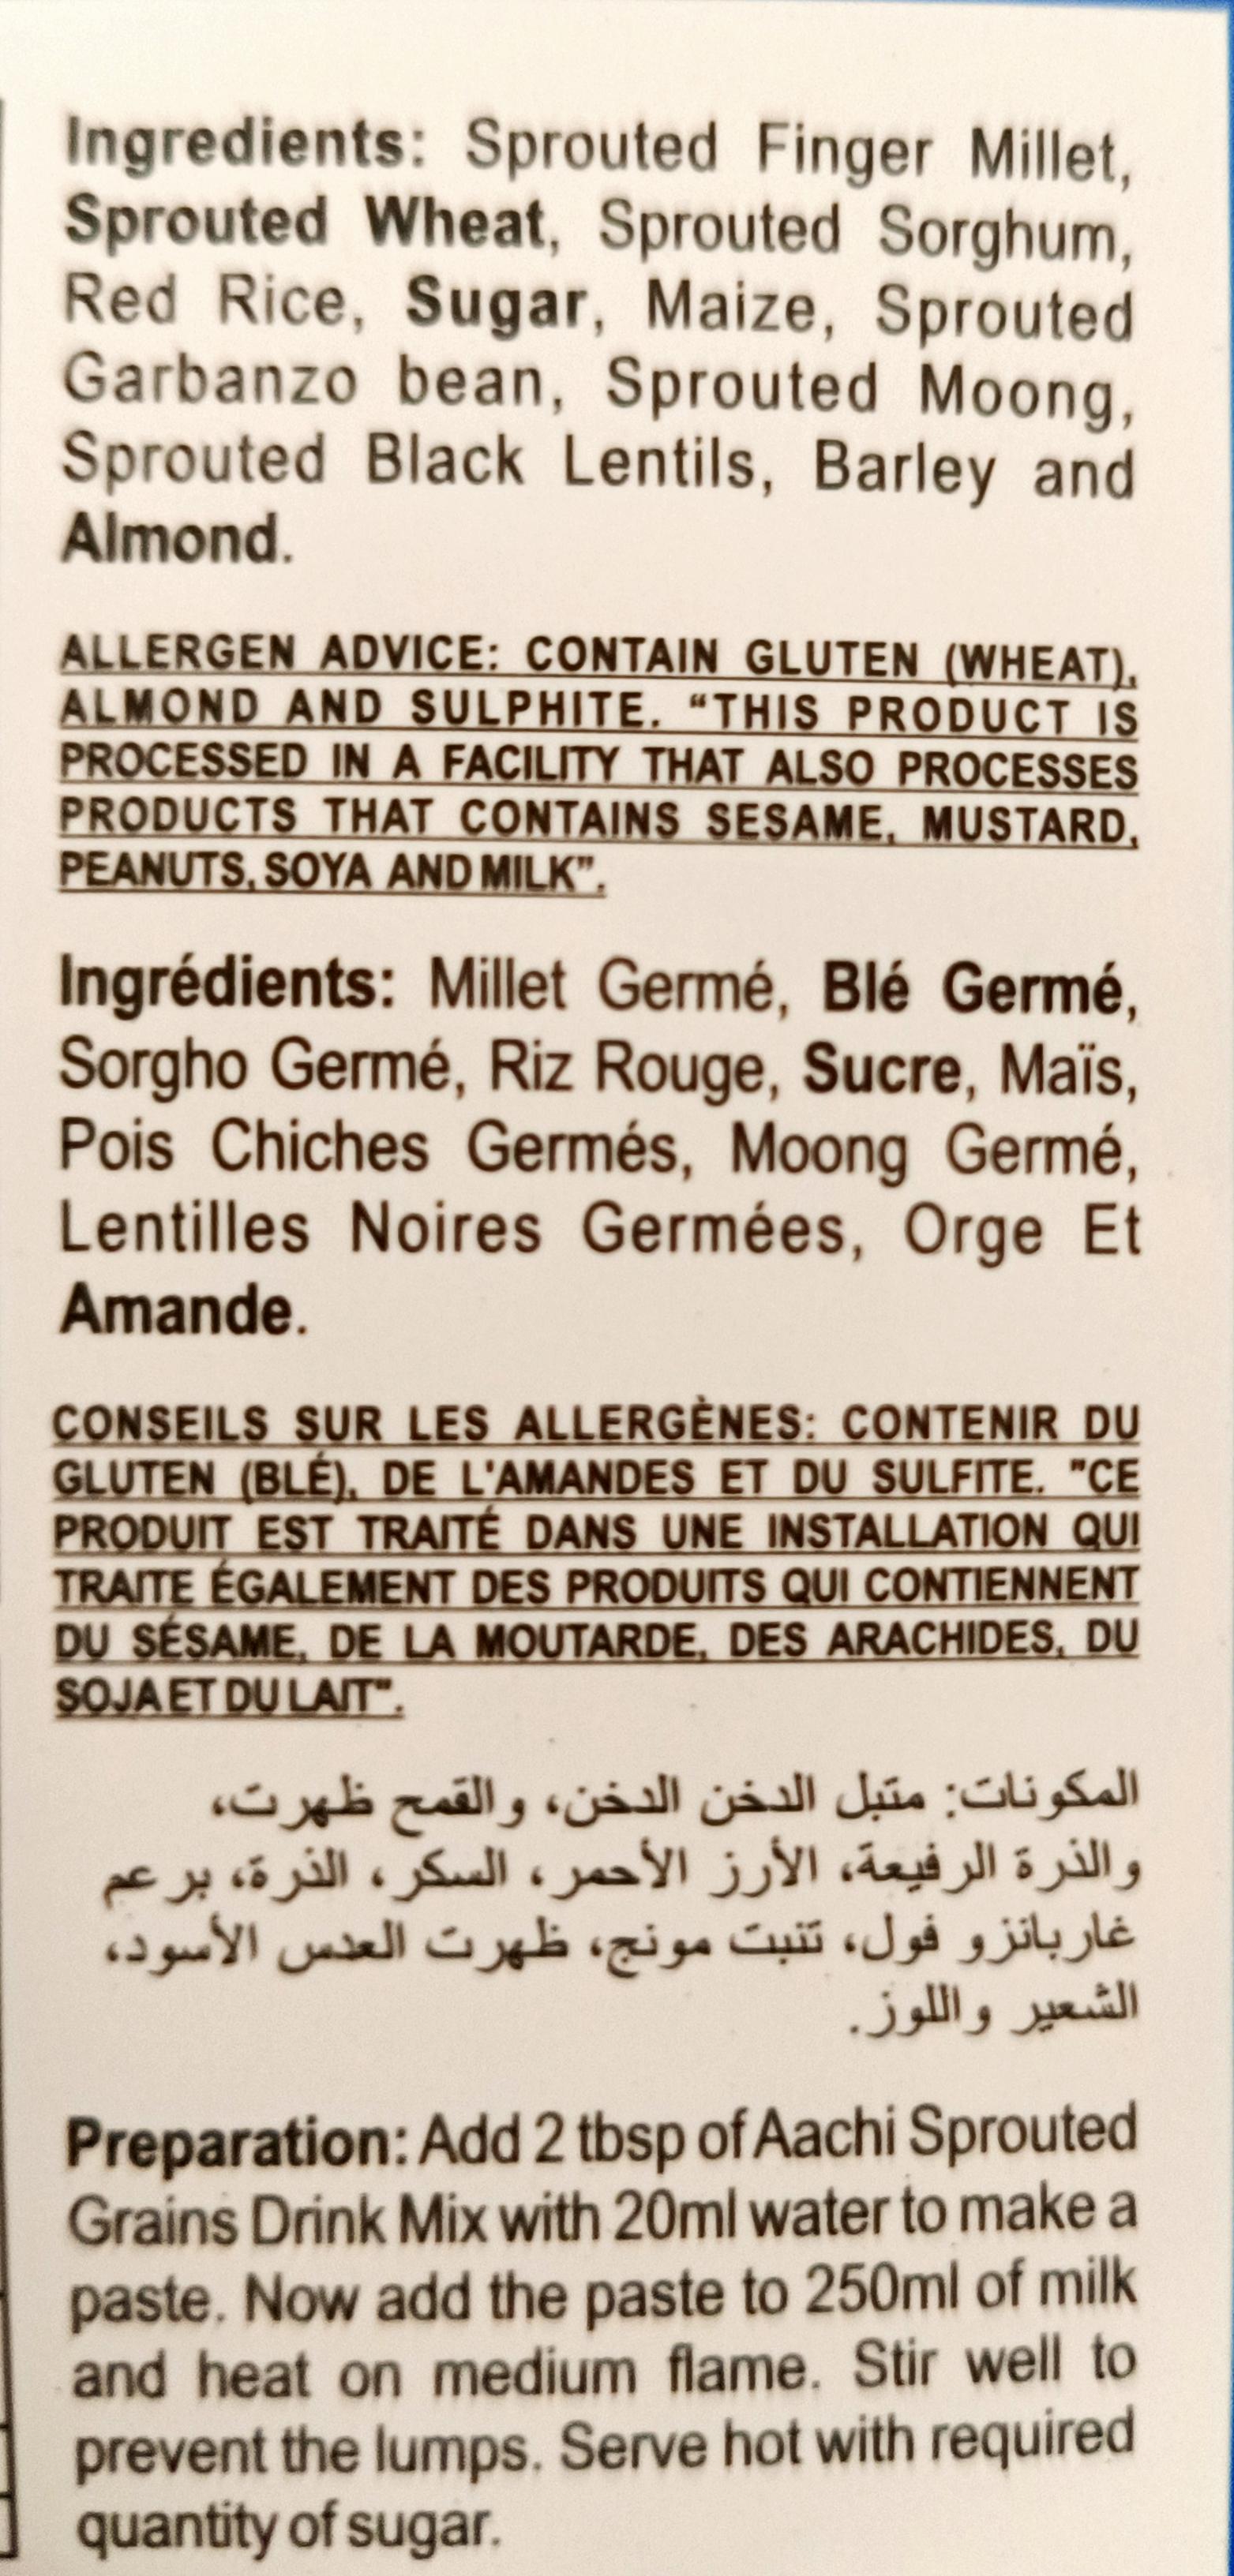 Ingredients: Sprouted Finger Millet,
Sprouted Wheat, Sprouted Sorghum,
Red Rice, Sugar, Maize, Sprouted
Garbanzo bean, Sprouted Moong,
Sprouted Black Lentils, Barley and
Almond.
ALLERGEN ADVICE: CONTAIN GLUTEN (WHEAT),
ALMOND AND SULPHITE. “THIS PRODUCT IS
PROCESSED IN A FACILITY THAT ALSO PROCESSES
PRODUCTS THAT CONTAINS SESAME, MUSTARD,
PEANUTS, SOYA AND MILK”.
Ingrédients: Millet Germé, Blé Germé,
Sorgho Germé, Riz Rouge, Sucre, Maïs,
Pois Chiches Germés, Moong Germé,
Lentilles Noires Germées, Orge Et
Amande.
CONSEILS SUR LES ALLERGÈNES: CONTENIR DU
GLUTEN (BLÉ), DE L'AMANDES ET DU SULFITE. "CE
PRODUIT EST TRAITÉ DANS UNE INSTALLATION QUI
TRAITE ÉGALEMENT DES PRODUITS QUI CONTIENNENT
DU SÉSAME, DE LA MOUTARDE, DES ARACHIDES, DU
SOJA ET DU LAIT".
المكونات: متبل الدخن الدخن، والقمح ظهرت،
والذرة الرفيعة، الأرز الأحمر، السكر، الذرة، برعم
غاربانزو فول، تنبت مونج، ظهرت العدس الأسود،
الشعير واللوز.
Preparation: Add 2 tbsp of Aachi Sprouted
Grains Drink Mix with 20ml water to make a
paste. Now add the paste to 250ml of milk
and heat on medium flame. Stir well to
prevent the lumps. Serve hot with required
quantity of sugar.